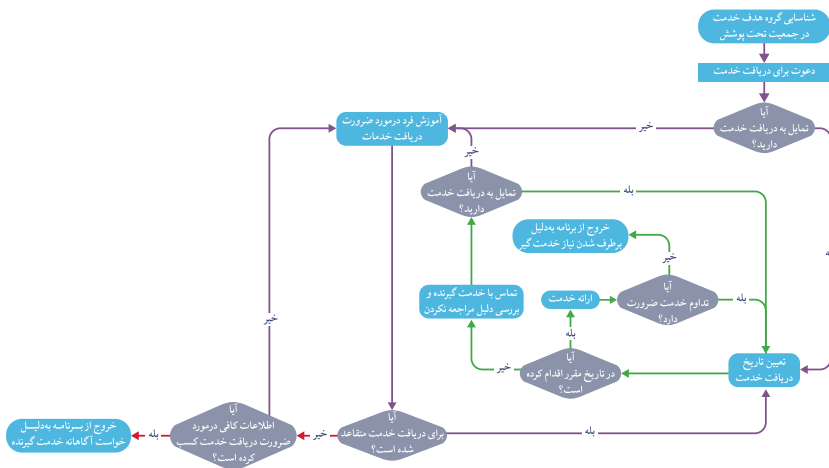 شناسایی گروه هدف خدمت
در جمعیت تحت پوشش
دعوت برای دریافت خدمت
آیا
تمایل به دریافت خدمت
دارید؟
خیر
آموزش فرد درمورد ضرورت
دریافت خدمات
خیر
آیا
تمایل به دریافت خدمت
دارید؟
بله
خروج از برنامه به‌دلیل
برطرف شدن نیاز خدمت گیر
خیر
آیا
تداوم خدمت ضرورت
دارد؟
بله
ارائه خدمت
بله
تماس با خدمت گیرنده و
بررسی دلیل مراجعه نکردن
تعیین تاریخ
دریافت خدمت
آیا
در تاریخ مقرر اقدام کرده
است؟
خیر
خیر
آیا
برای دریافت خدمت متقاعد
شده است؟
بله
خیر
آیا
اطلاعات کافی درمورد
ضرورت دریافت خدمت کسب
کرده است؟
بله
خروج از برنامه به‌دلیل
خواست آگاهانه خدمت گیرنده